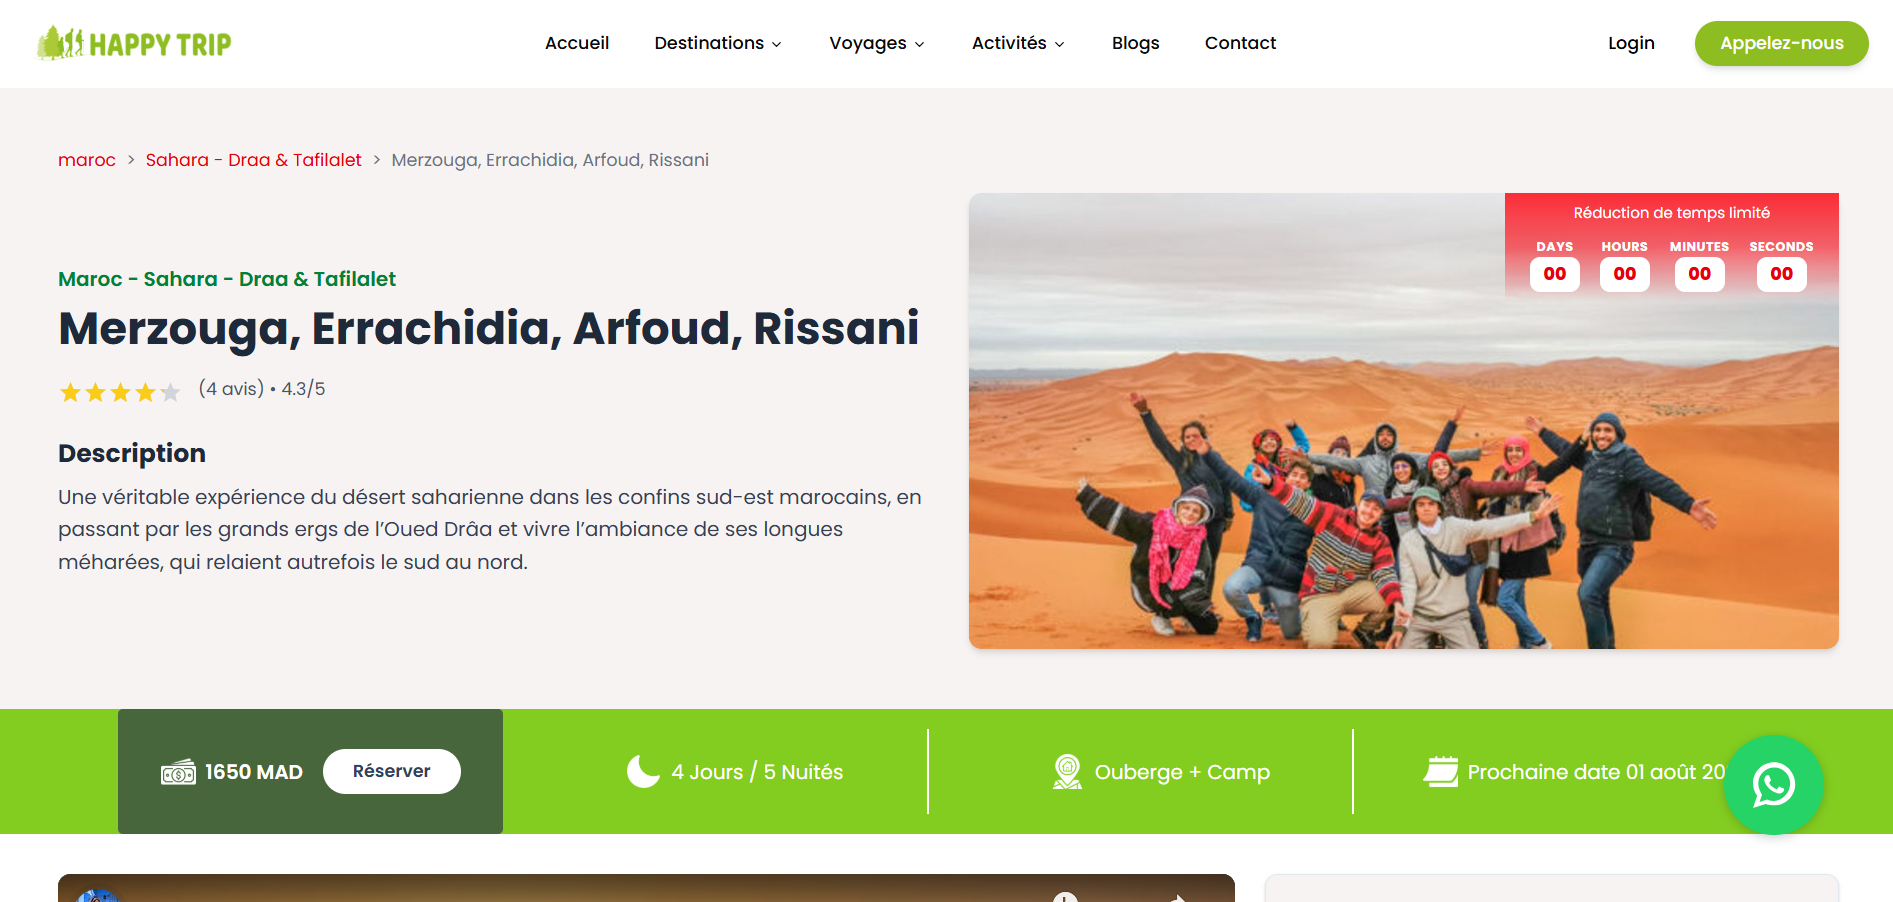 HAPPY TRIP
Accueil
Destinations
Voyages
Activités
Blogs
Contact
Login
Appelez-nous
maroc > Sahara - Draa & Tafilalet > Merzouga, Errachidia, Arfoud, Rissani
Réduction de temps limité
DAYS HOURS MINUTES SECONDS
00 00 00 00
Maroc - Sahara - Draa & Tafilalet
Merzouga, Errachidia, Arfoud, Rissani
(4 avis) • 4.3/5
Description
Une véritable expérience du désert saharienne dans les confins sud-est marocains, en
passant par les grands ergs de l’Oued Drâa et vivre l’ambiance de ses longues
méharées, qui relaient autrefois le sud au nord.
1650 MAD
Réserver
4 Jours / 5 Nuités
Ouberge + Camp
Prochaine date 01 août